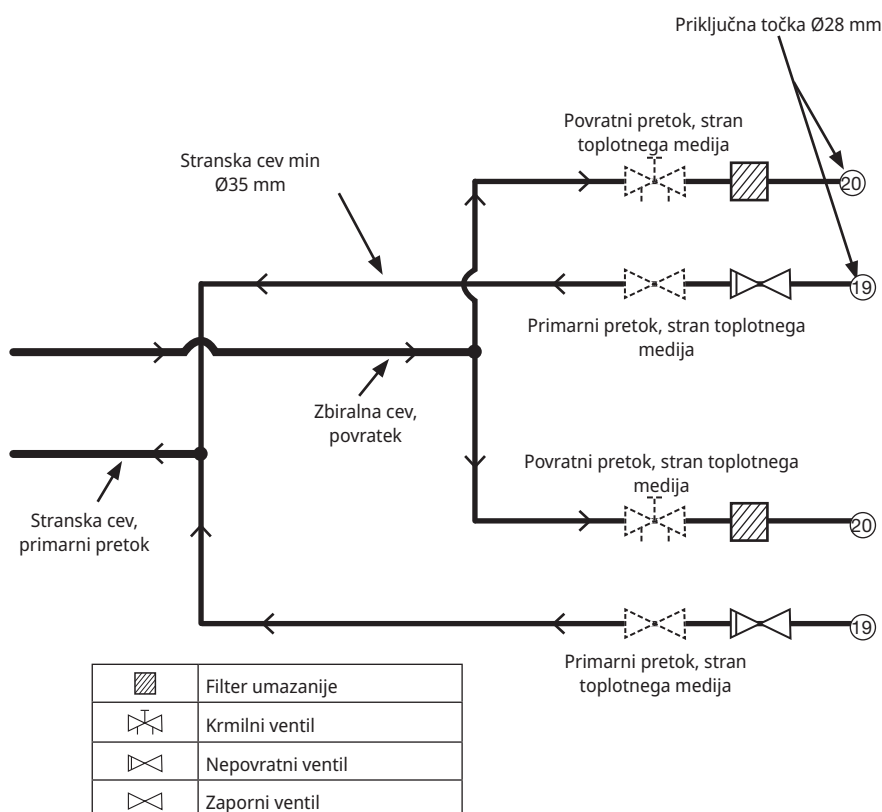 Priključna točka Ø28 mm
Povratni pretok, stran
toplotnega medija
Stranska cev min
Ø35 mm
20
19
Primarni pretok, stran toplotnega
medija
Zbiralna cev,
povratek
Povratni pretok, stran toplotnega
medija
Stranska cev,
primarni pretok
20
19
Primarni pretok, stran
toplotnega medija
Filter umazanije
Krmilni ventil
Nepovratni ventil
Zaporni ventil